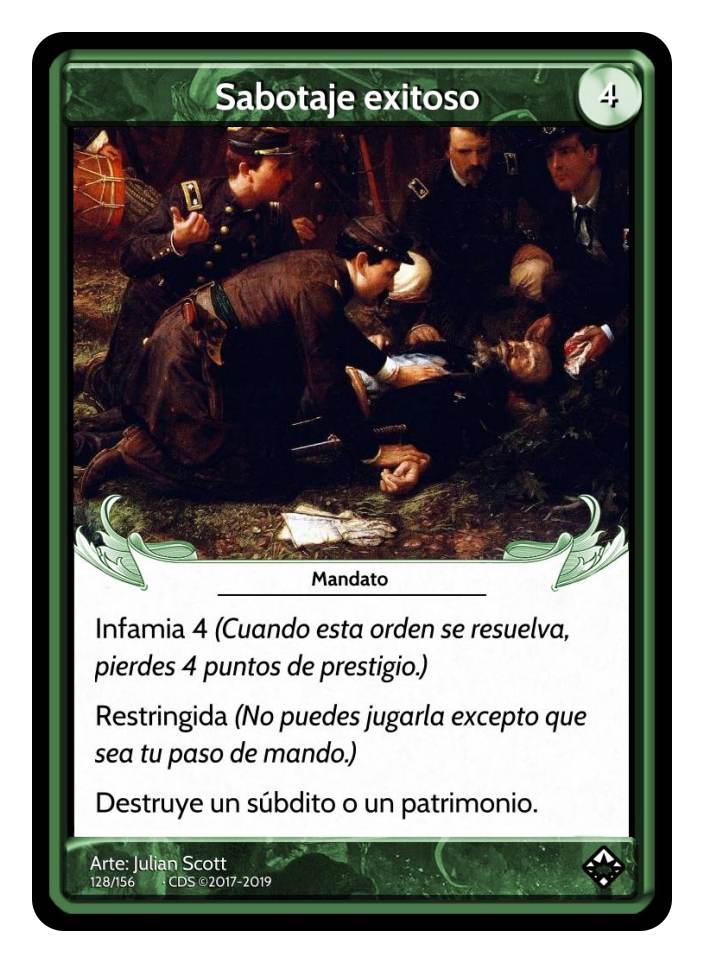 Sabotaje exitoso
4
Mandato
Infamia 4 (Cuando esta orden se resuelva,
pierdes 4 puntos de prestigio.)
Restringida (No puedes jugarla excepto que
sea tu paso de mando.)
Destruye un súbdito o un patrimonio.
Arte: Julian Scott
128/156 · CDS ©2017-2019